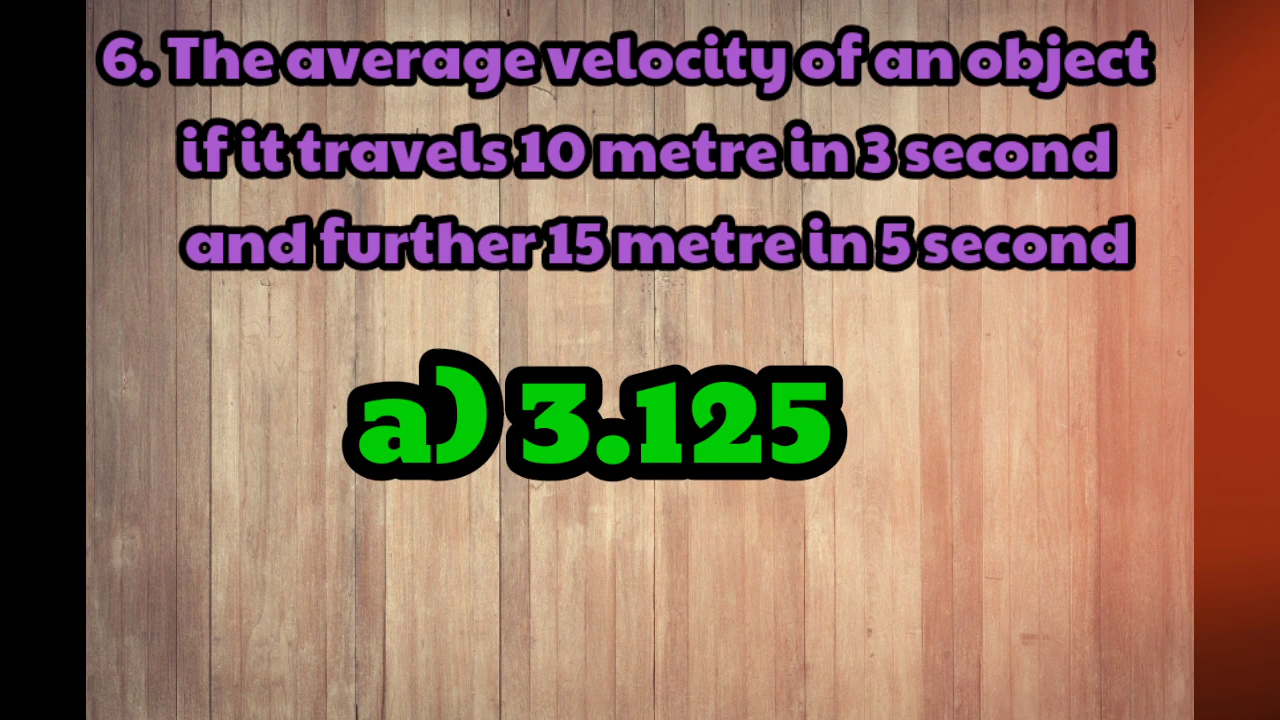 6. The average velocity of an object
if it travels 10 metre in 3 second
and further 15 metre in 5 second
a) 3.125